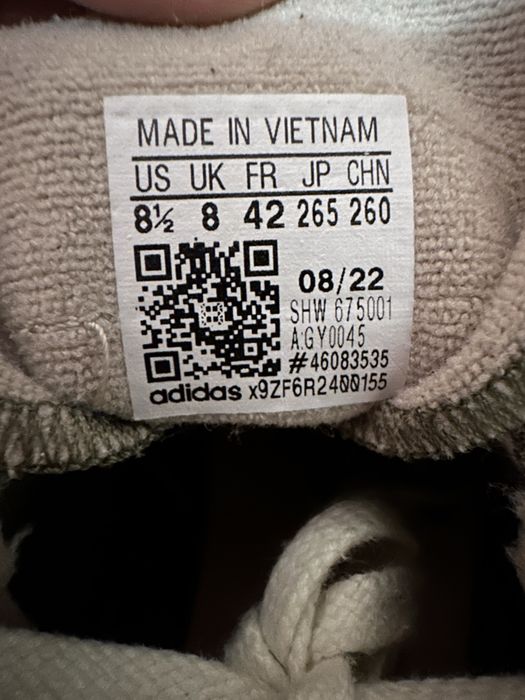 MADE IN VIETNAM
US UK FR JP CHN
8½ 8 42 265 260
08/22
SHW 675001
A:GY0045
#46083535
adidas x9ZF6R2400155